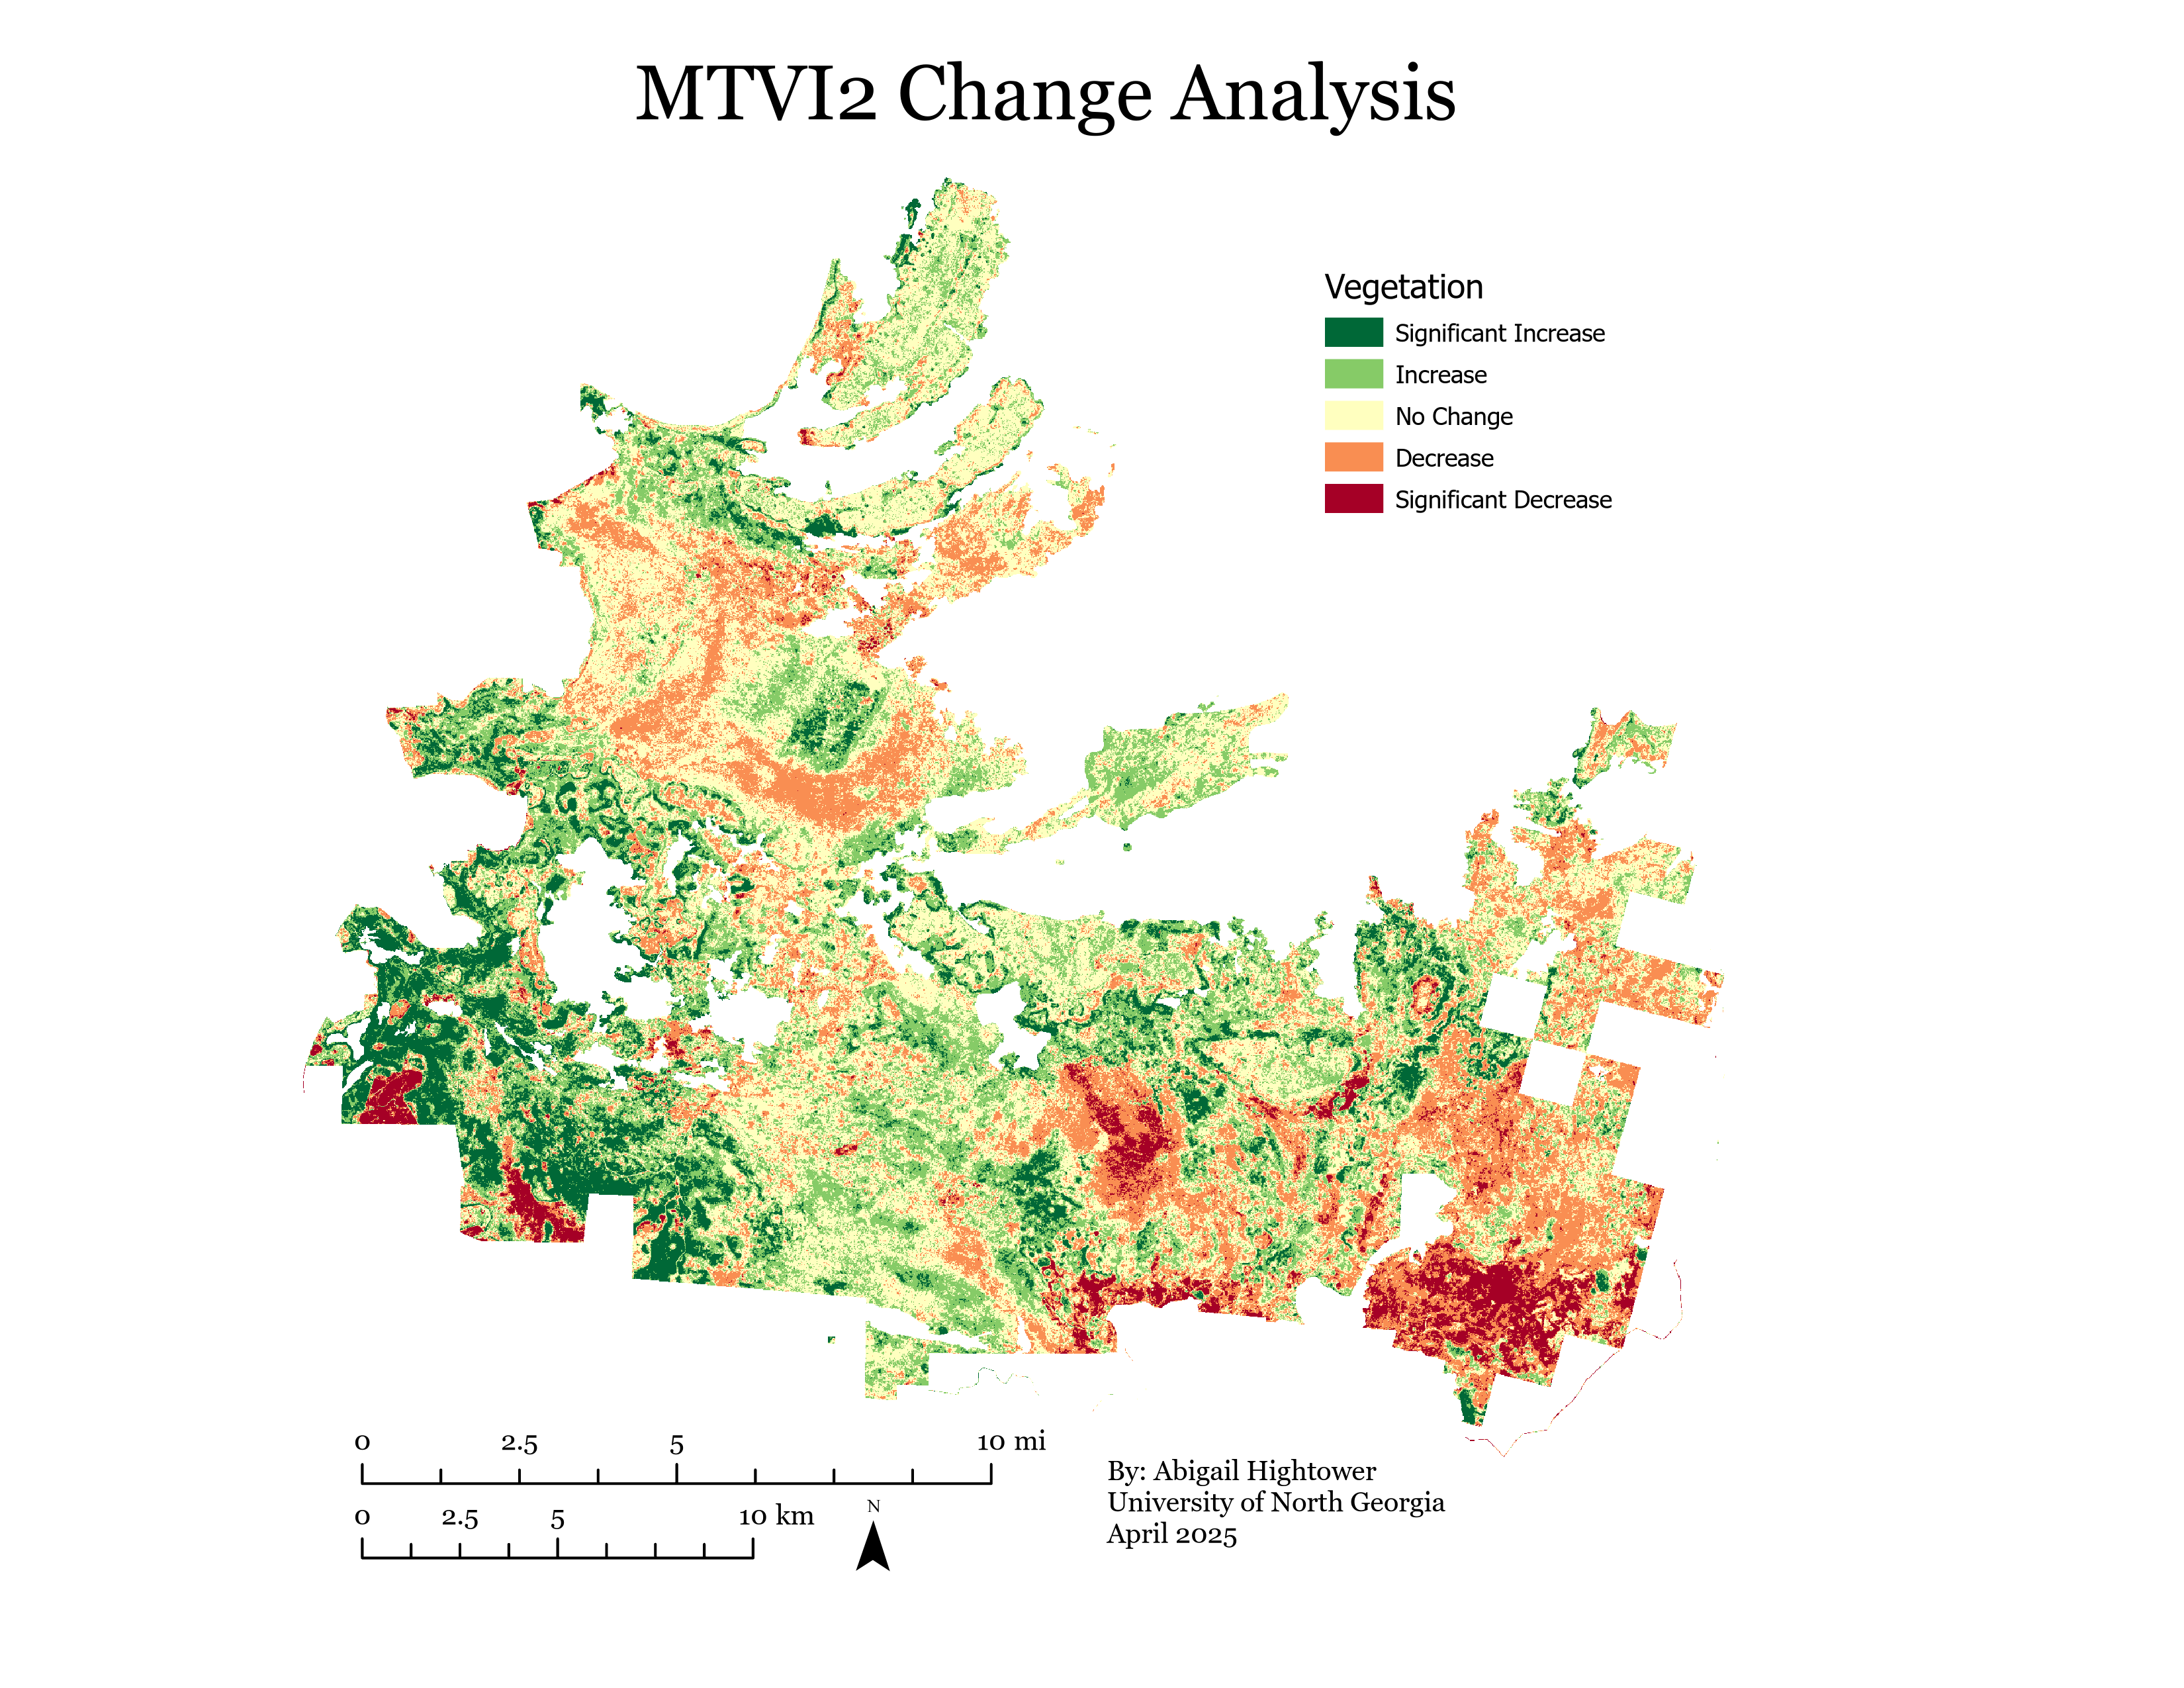 MTVI2 Change Analysis
Vegetation
Significant Increase
Increase
No Change
Decrease
Significant Decrease
0 2.5 5 10 mi
0 2.5 5 10 km
N
By: Abigail Hightower
University of North Georgia
April 2025